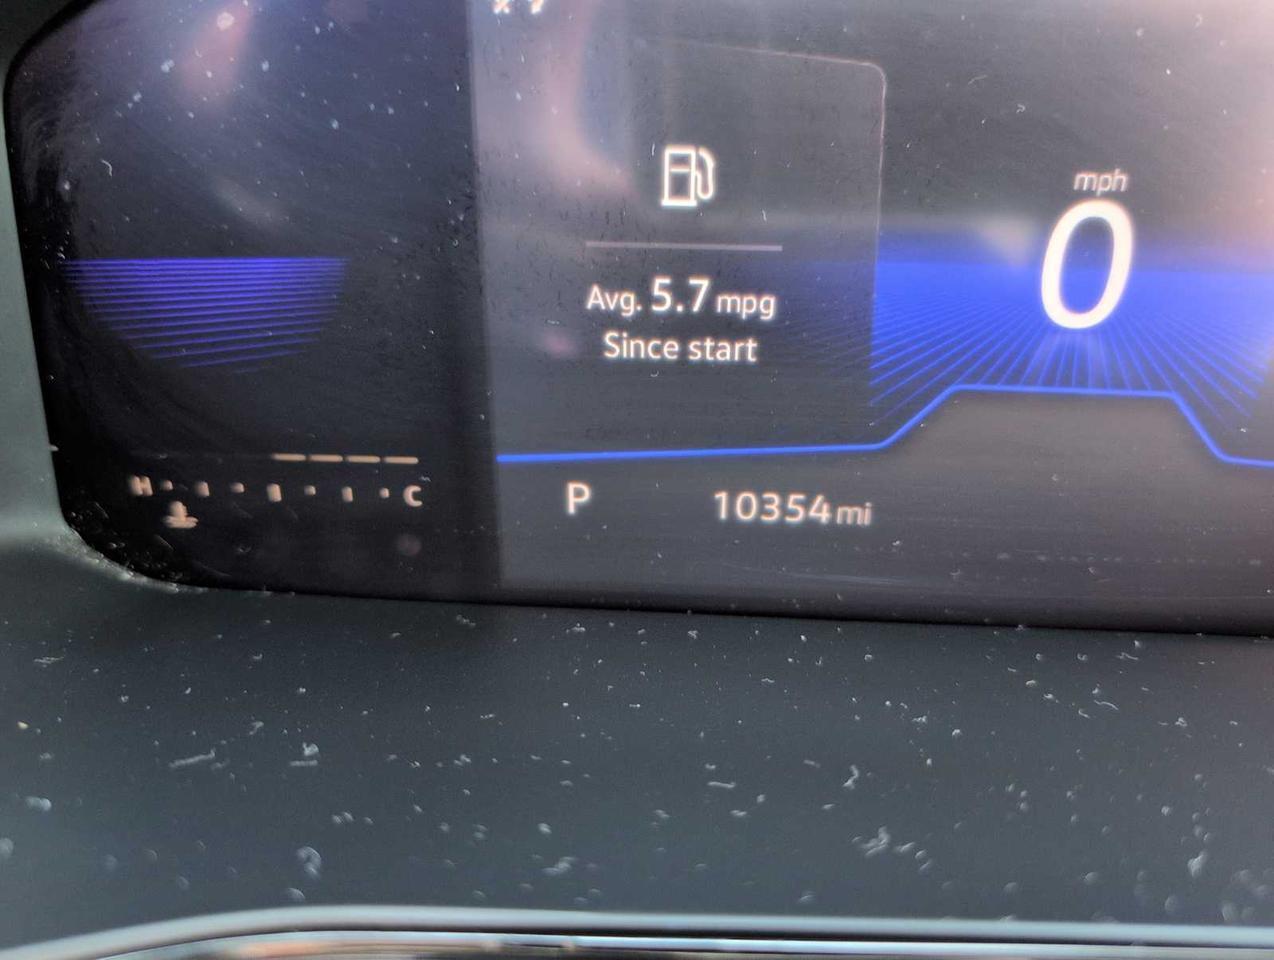 mph
0
Avg. 5.7 mpg
Since start
H C
P 10354 mi